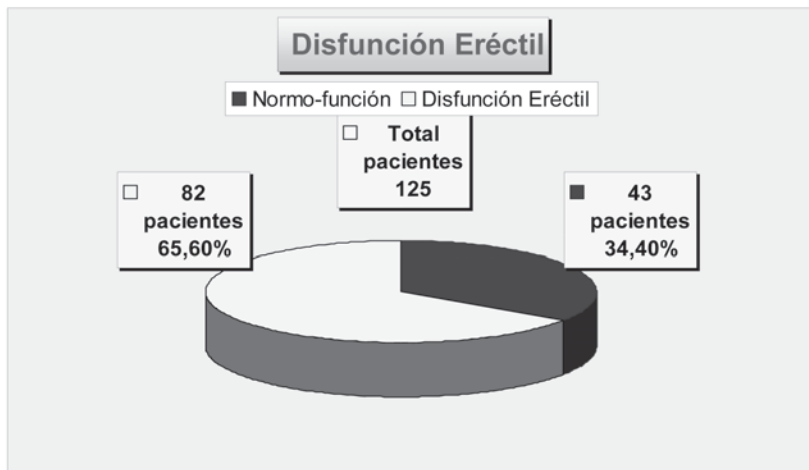 Disfunción Eréctil
Normo-función Disfunción Eréctil
Total
pacientes
125
82
pacientes
65,60%
43
pacientes
34,40%